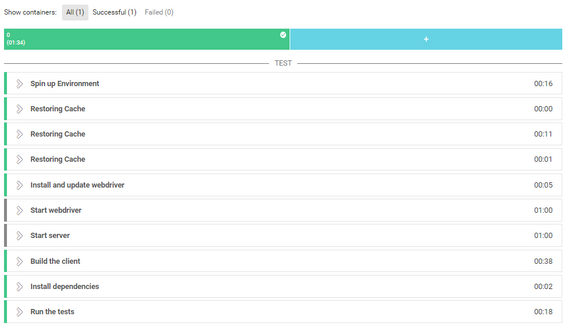 Show containers: All (1) Successful (1) Failed (0)
0
(01:34)
+
TEST
Spin up Environment 00:16
Restoring Cache 00:00
Restoring Cache 00:11
Restoring Cache 00:01
Install and update webdriver 00:05
Start webdriver 01:00
Start server 01:00
Build the client 00:38
Install dependencies 00:02
Run the tests 00:18